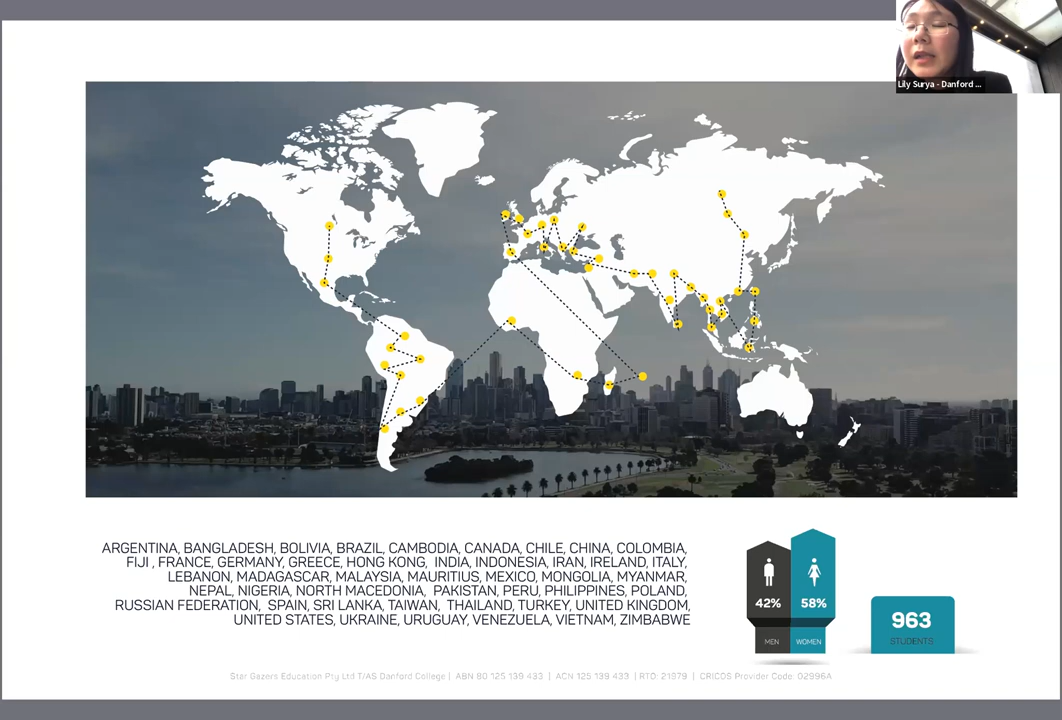 Lily Surya - Danford ...
ARGENTINA, BANGLADESH, BOLIVIA, BRAZIL, CAMBODIA, CANADA, CHILE, CHINA, COLOMBIA,
FIJI , FRANCE, GERMANY, GREECE, HONG KONG, INDIA, INDONESIA, IRAN, IRELAND, ITALY,
LEBANON, MADAGASCAR, MALAYSIA, MAURITIUS, MEXICO, MONGOLIA, MYANMAR,
NEPAL, NIGERIA, NORTH MACEDONIA, PAKISTAN, PERU, PHILIPPINES, POLAND,
RUSSIAN FEDERATION, SPAIN, SRI LANKA, TAIWAN, THAILAND, TURKEY, UNITED KINGDOM,
UNITED STATES, UKRAINE, URUGUAY, VENEZUELA, VIETNAM, ZIMBABWE
42% 58%
MEN WOMEN
963
STUDENTS
Star Gazers Education Pty Ltd T/AS Danford College | ABN 80 125 139 433 | ACN 125 139 433 | RTO: 21979 | CRICOS Provider Code: 02996A